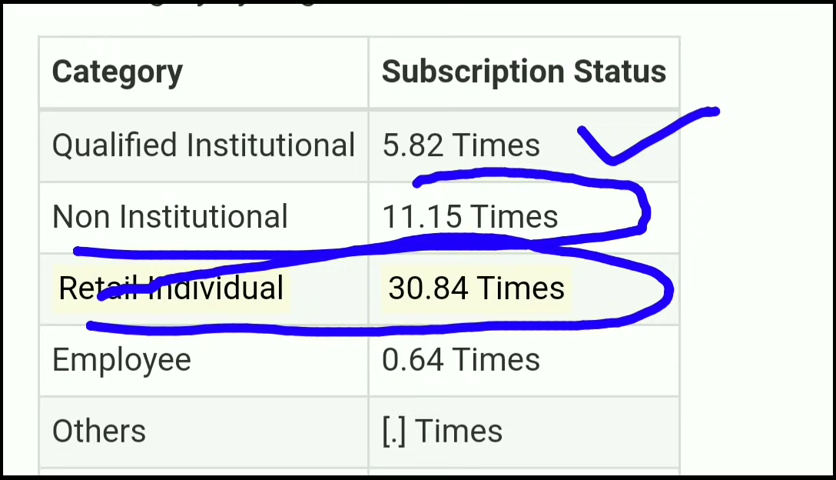 Category Subscription Status
Qualified Institutional 5.82 Times
Non Institutional 11.15 Times
Retail Individual 30.84 Times
Employee 0.64 Times
Others [.] Times